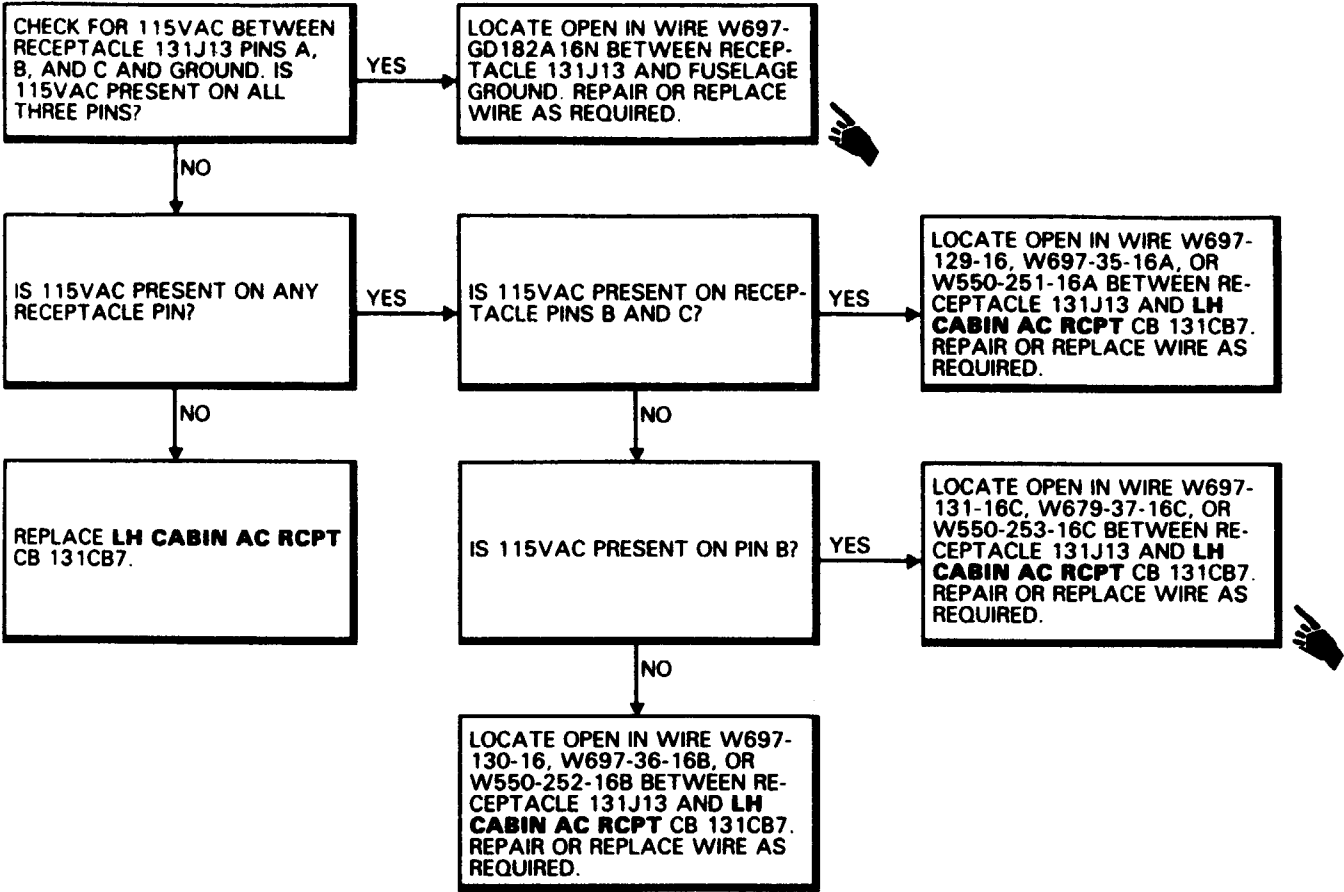 CHECK FOR 115VAC BETWEEN
RECEPTACLE 131J13 PINS A,
B, AND C AND GROUND. IS
115VAC PRESENT ON ALL
THREE PINS?
YES
LOCATE OPEN IN WIRE W697-
GD182A16N BETWEEN RECEP-
TACLE 131J13 AND FUSELAGE
GROUND. REPAIR OR REPLACE
WIRE AS REQUIRED.
NO
IS 115VAC PRESENT ON ANY
RECEPTACLE PIN?
YES
IS 115VAC PRESENT ON RECEP-
TACLE PINS B AND C?
YES
LOCATE OPEN IN WIRE W697-
129-16, W697-35-16A, OR
W550-251-16A BETWEEN RE-
CEPTACLE 131J13 AND LH
CABIN AC RCPT CB 131CB7.
REPAIR OR REPLACE WIRE AS
REQUIRED.
NO
NO
REPLACE LH CABIN AC RCPT
CB 131CB7.
IS 115VAC PRESENT ON PIN B?
YES
LOCATE OPEN IN WIRE W697-
131-16C, W679-37-16C, OR
W550-253-16C BETWEEN RE-
CEPTACLE 131J13 AND LH
CABIN AC RCPT CB 131CB7.
REPAIR OR REPLACE WIRE AS
REQUIRED.
NO
LOCATE OPEN IN WIRE W697-
130-16, W697-36-16B, OR
W550-252-16B BETWEEN RE-
CEPTACLE 131J13 AND LH
CABIN AC RCPT CB 131CB7.
REPAIR OR REPLACE WIRE AS
REQUIRED.